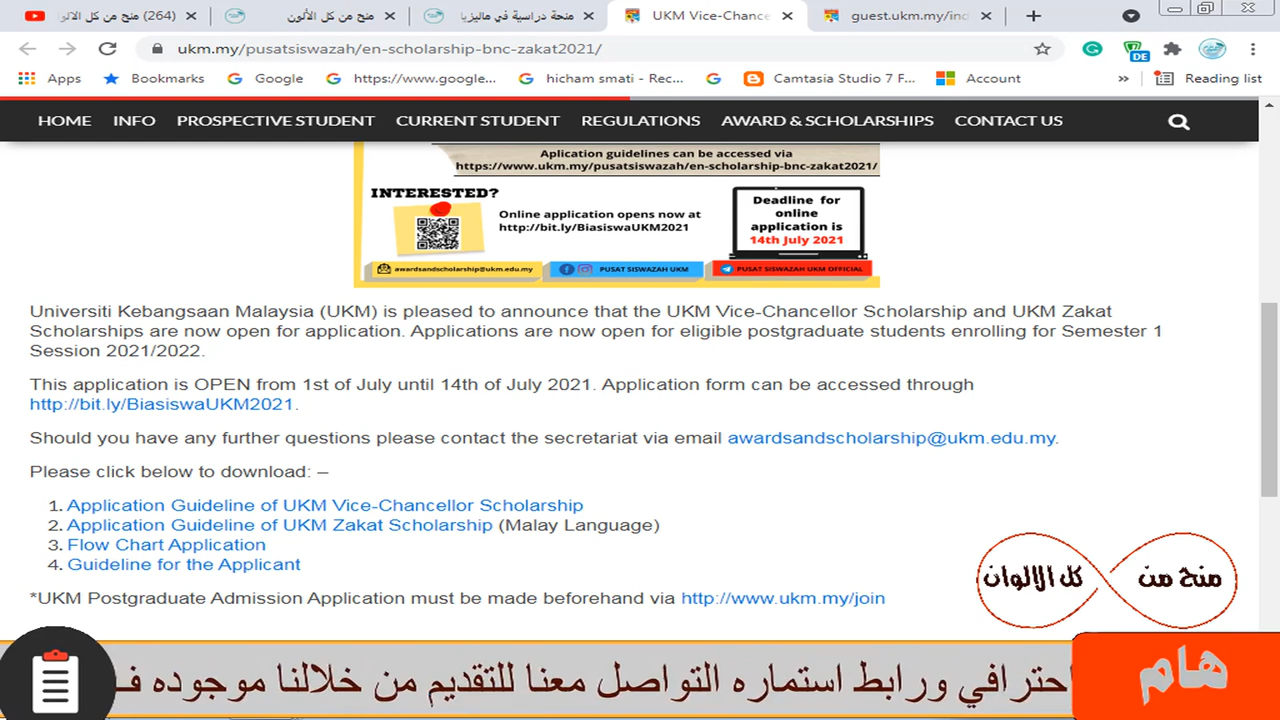 (264) منح من كل الالوا
منح من كل الألون
منحة دراسية في ماليزيا
UKM Vice-Chance
guest.ukm.my/ind
ukm.my/pusatsiswazah/en-scholarship-bnc-zakat2021/
DE
Apps
Bookmarks
Google
https://www.google...
hicham smati - Rec...
Camtasia Studio 7 F...
Account
»
Reading list
HOME INFO PROSPECTIVE STUDENT CURRENT STUDENT REGULATIONS AWARD & SCHOLARSHIPS CONTACT US
Aplication guidelines can be accessed via
https://www.ukm.my/pusatsiswazah/en-scholarship-bnc-zakat2021/
INTERESTED?
Online application opens now at
http://bit.ly/BiasiswaUKM2021
Deadline for
online
application is
14th July 2021
awardsandscholarship@ukm.edu.my
PUSAT SISWAZAH UKM
PUSAT SISWAZAH UKM OFFICIAL
Universiti Kebangsaan Malaysia (UKM) is pleased to announce that the UKM Vice-Chancellor Scholarship and UKM Zakat
Scholarships are now open for application. Applications are now open for eligible postgraduate students enrolling for Semester 1
Session 2021/2022.
This application is OPEN from 1st of July until 14th of July 2021. Application form can be accessed through
http://bit.ly/BiasiswaUKM2021.
Should you have any further questions please contact the secretariat via email awardsandscholarship@ukm.edu.my.
Please click below to download: –
1. Application Guideline of UKM Vice-Chancellor Scholarship
2. Application Guideline of UKM Zakat Scholarship (Malay Language)
3. Flow Chart Application
4. Guideline for the Applicant
*UKM Postgraduate Admission Application must be made beforehand via http://www.ukm.my/join
منح من كل الالوان
هام
احترافي ورابط استماره التواصل معنا للتقديم من خلالنا موجوده فـ